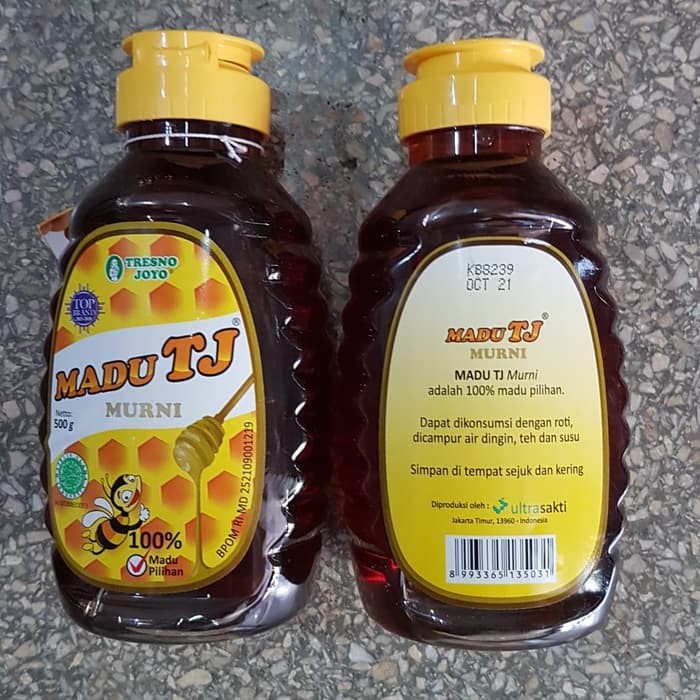 TRESNO
JOYO
TOP
BRAND
MADU TJ®
MURNI
Netto:
500 g
100%
Madu
Pilihan
BPOM RI MD 252109001219
KB8239
OCT 21
MADU TJ®
MURNI
MADU TJ Murni
adalah 100% madu pilihan.
Dapat dikonsumsi dengan roti,
dicampur air dingin, teh dan susu
Simpan di tempat sejuk dan kering
Diproduksi oleh : ultrasakti
Jakarta Timur, 13960 - Indonesia
8 993365 135031